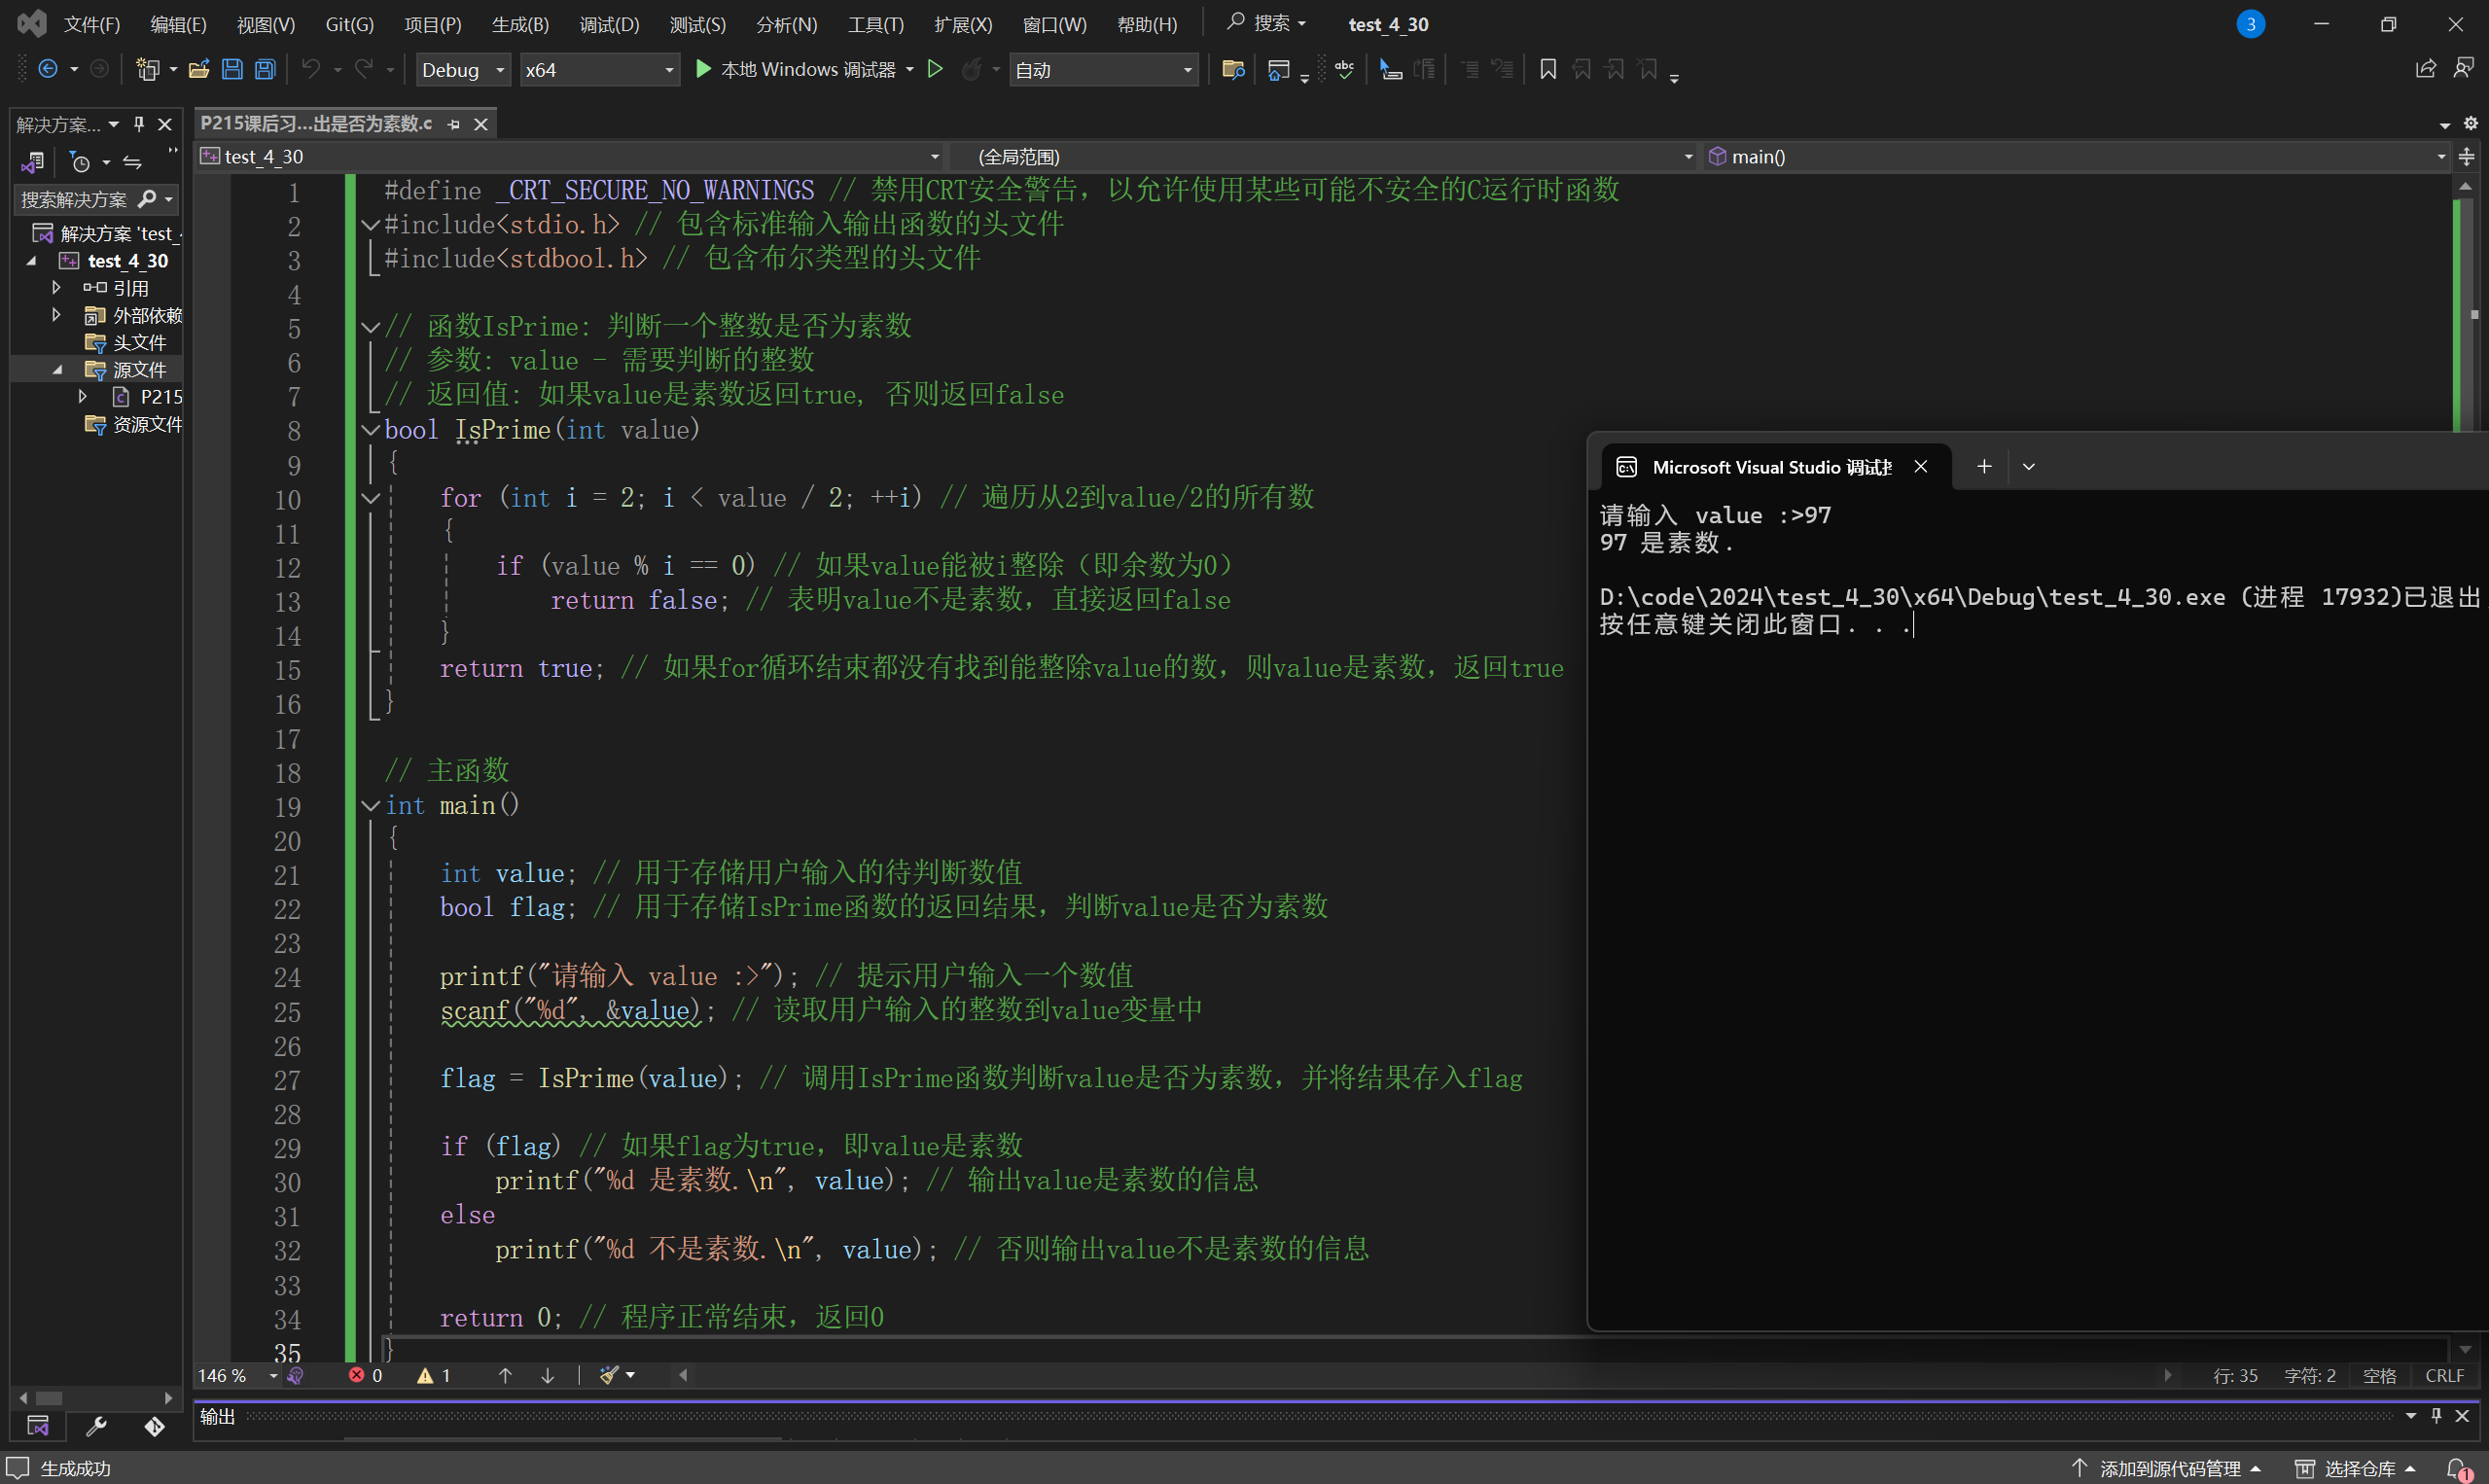 文件(F) 编辑(E) 视图(V) Git(G) 项目(P) 生成(B) 调试(D) 测试(S) 分析(N) 工具(T) 扩展(X) 窗口(W) 帮助(H) 搜索 test_4_30 3
Debug x64 本地 Windows 调试器 自动 abc
解决方案... P215课后习...出是否为素数.c
test_4_30 (全局范围) main()
搜索解决方案
解决方案 'test_
test_4_30
引用
外部依赖
头文件
源文件
P215
资源文件
1 #define _CRT_SECURE_NO_WARNINGS // 禁用CRT安全警告，以允许使用某些可能不安全的C运行时函数
2 #include<stdio.h> // 包含标准输入输出函数的头文件
3 #include<stdbool.h> // 包含布尔类型的头文件
4
5 // 函数IsPrime: 判断一个整数是否为素数
6 // 参数: value - 需要判断的整数
7 // 返回值: 如果value是素数返回true, 否则返回false
8 bool IsPrime(int value)
9 {
10 for (int i = 2; i < value / 2; ++i) // 遍历从2到value/2的所有数
11 {
12 if (value % i == 0) // 如果value能被i整除（即余数为0）
13 return false; // 表明value不是素数，直接返回false
14 }
15 return true; // 如果for循环结束都没有找到能整除value的数，则value是素数，返回true
16 }
17
18 // 主函数
19 int main()
20 {
21 int value; // 用于存储用户输入的待判断数值
22 bool flag; // 用于存储IsPrime函数的返回结果，判断value是否为素数
23
24 printf("请输入 value :>"); // 提示用户输入一个数值
25 scanf("%d", &value); // 读取用户输入的整数到value变量中
26
27 flag = IsPrime(value); // 调用IsPrime函数判断value是否为素数，并将结果存入flag
28
29 if (flag) // 如果flag为true，即value是素数
30 printf("%d 是素数.\n", value); // 输出value是素数的信息
31 else
32 printf("%d 不是素数.\n", value); // 否则输出value不是素数的信息
33
34 return 0; // 程序正常结束，返回0
35 }
Microsoft Visual Studio 调试
请输入 value :>97
97 是素数.
D:\code\2024\test_4_30\x64\Debug\test_4_30.exe (进程 17932)已退出
按任意键关闭此窗口. . .
146 % 0 1 行: 35 字符: 2 空格 CRLF
输出
生成成功 添加到源代码管理 选择仓库 1